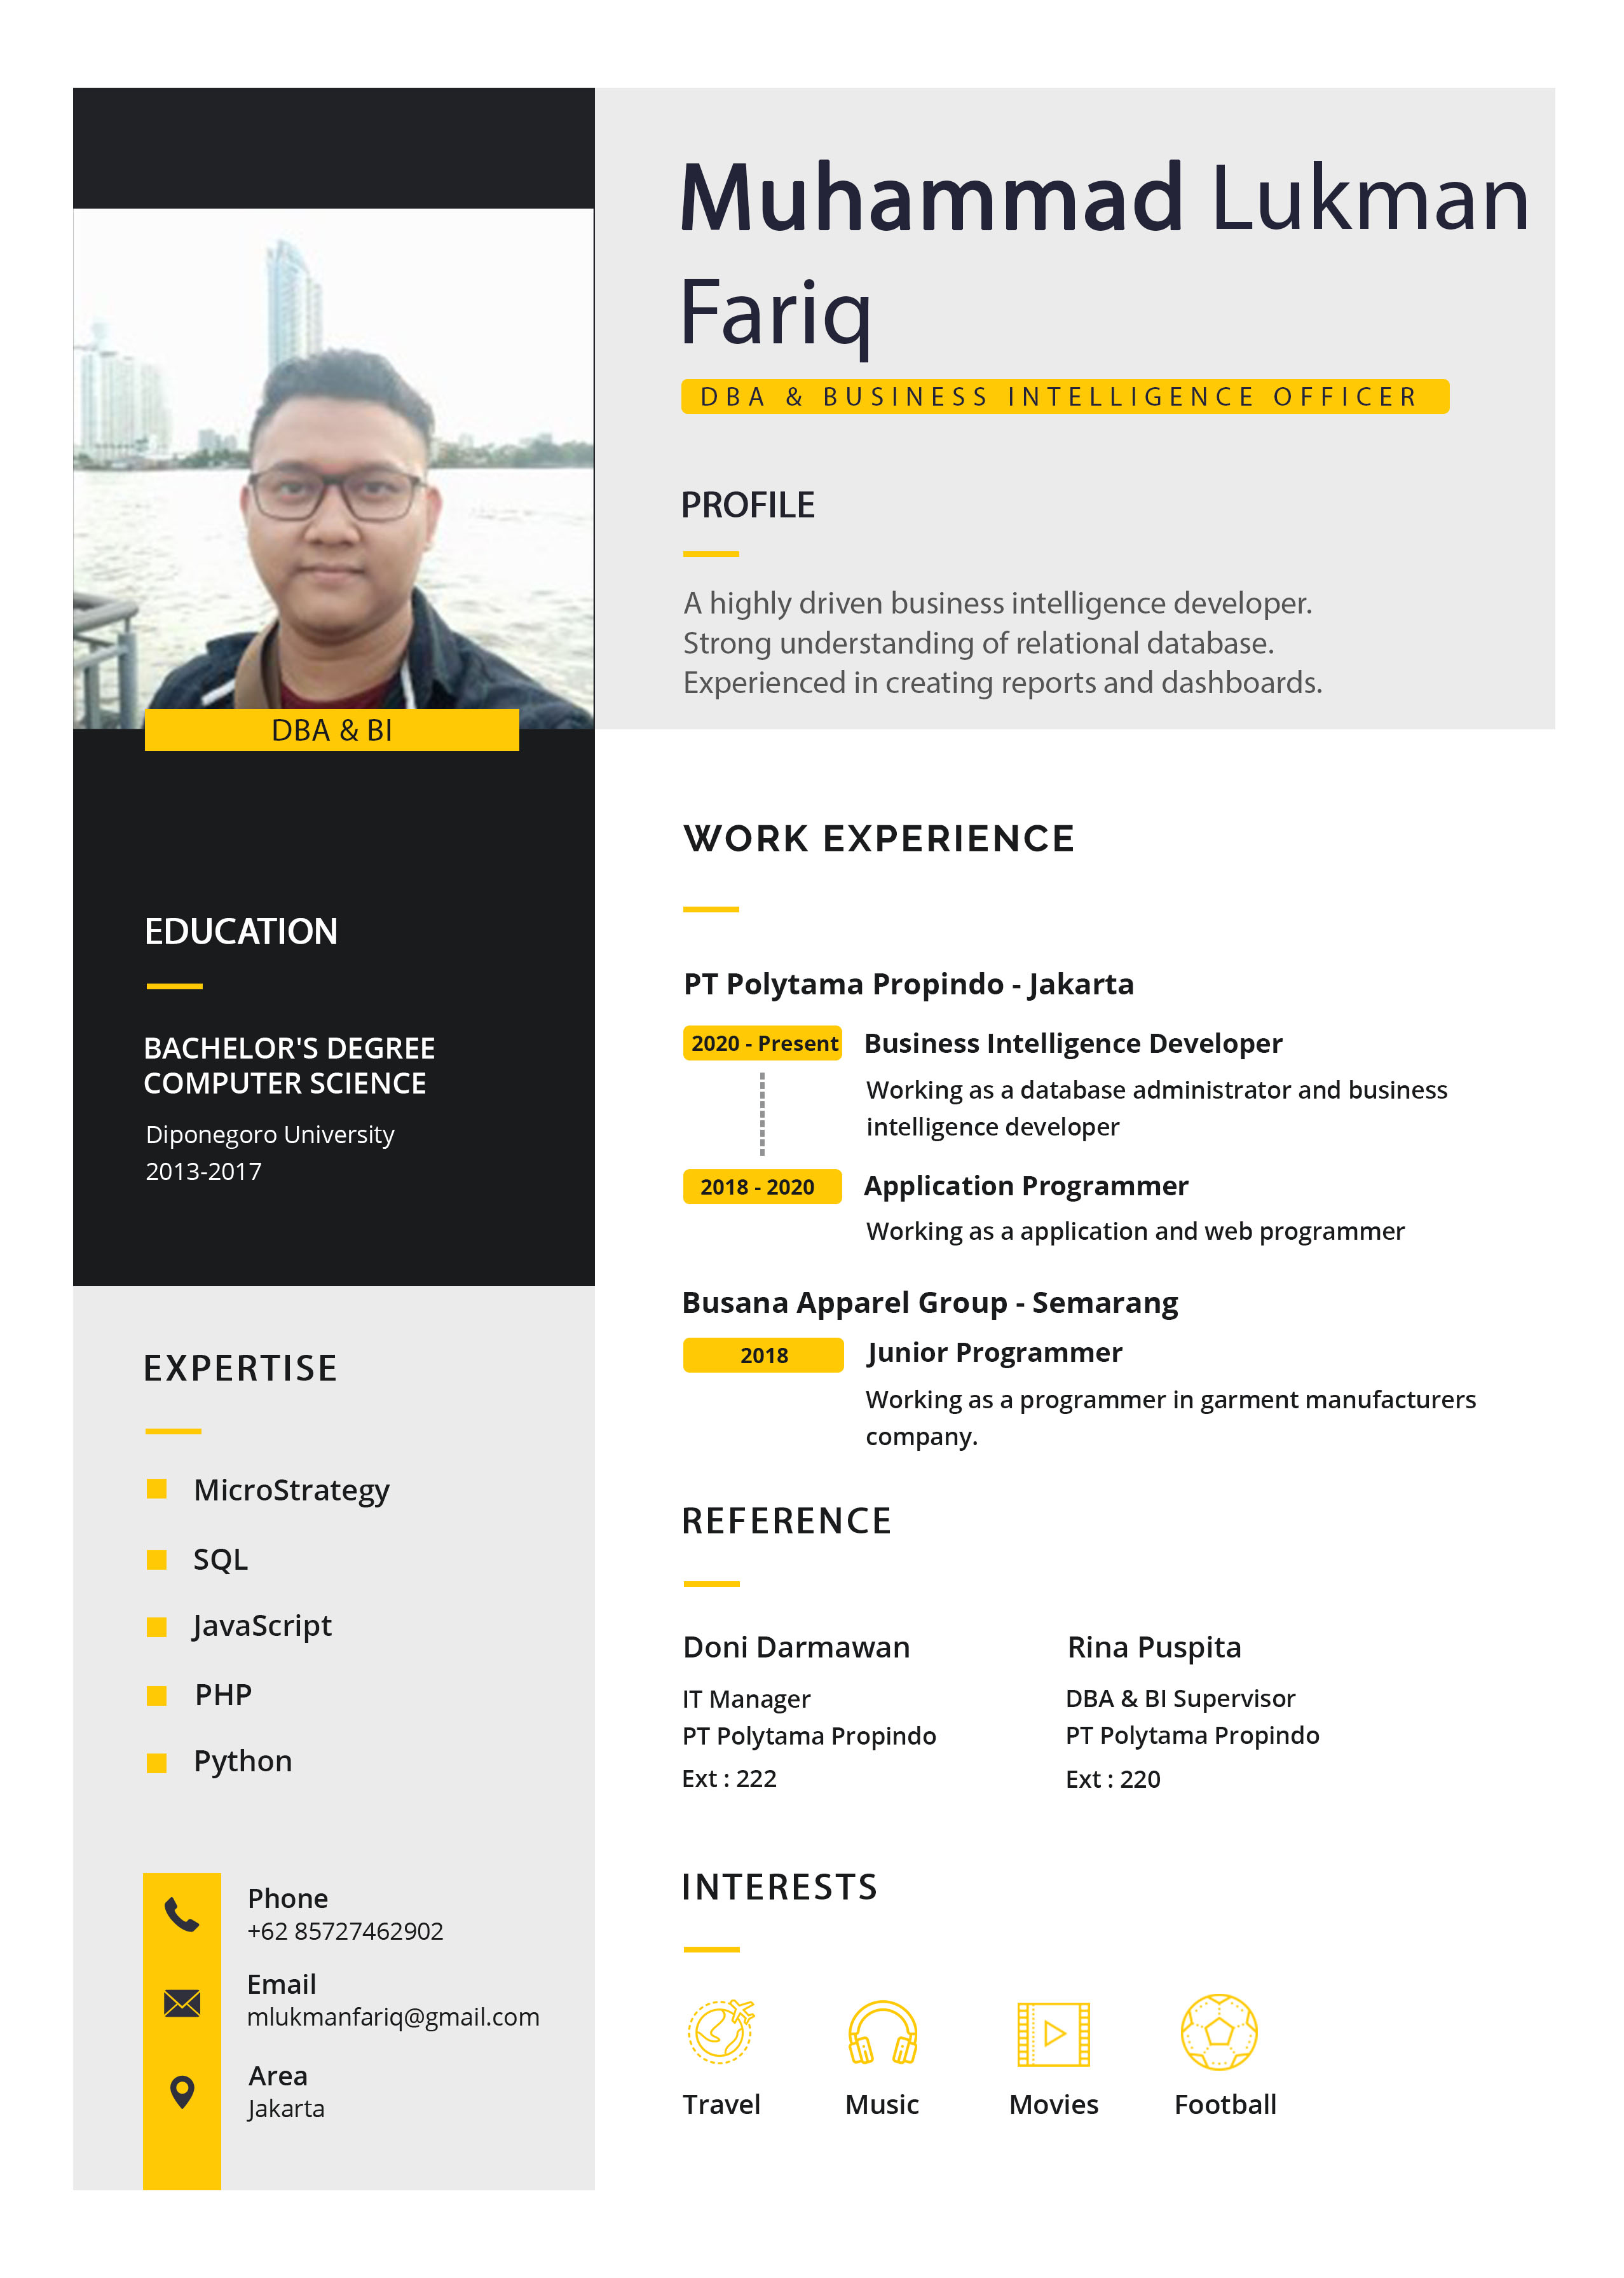 Muhammad Lukman
Fariq
DBA & BUSINESS INTELLIGENCE OFFICER
PROFILE
A highly driven business intelligence developer.
Strong understanding of relational database.
Experienced in creating reports and dashboards.
DBA & BI
EDUCATION
BACHELOR'S DEGREE
COMPUTER SCIENCE
Diponegoro University
2013-2017
EXPERTISE
MicroStrategy
SQL
JavaScript
PHP
Python
Phone
+62 85727462902
Email
mlukmanfariq@gmail.com
Area
Jakarta
WORK EXPERIENCE
PT Polytama Propindo - Jakarta
2020 - Present
Business Intelligence Developer
Working as a database administrator and business
intelligence developer
2018 - 2020
Application Programmer
Working as a application and web programmer
Busana Apparel Group - Semarang
2018
Junior Programmer
Working as a programmer in garment manufacturers
company.
REFERENCE
Doni Darmawan
IT Manager
PT Polytama Propindo
Ext : 222
Rina Puspita
DBA & BI Supervisor
PT Polytama Propindo
Ext : 220
INTERESTS
Travel
Music
Movies
Football